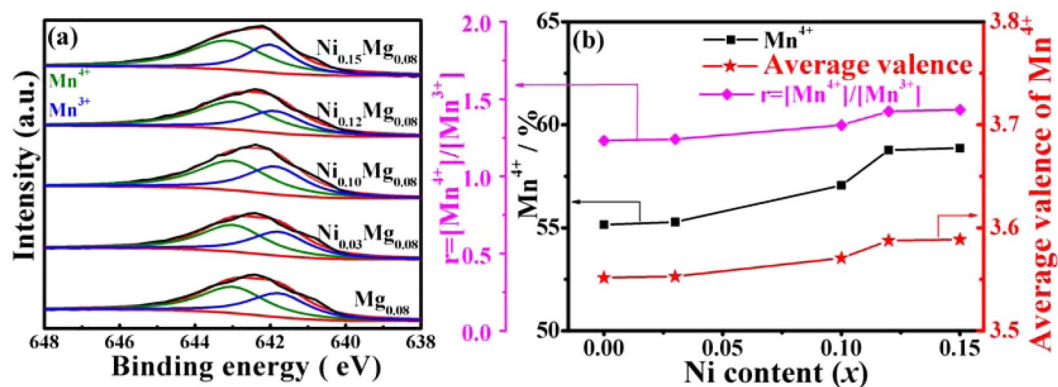 (a)
Ni0.15Mg0.08
Mn4+
Mn3+
Ni0.12Mg0.08
Ni0.10Mg0.08
Ni0.03Mg0.08
Mg0.08
Intensity (a.u.)
648 646 644 642 640 638
Binding energy ( eV)
r=[Mn4+]/[Mn3+]
2.0
1.5
1.0
0.5
0.0
(b)
Mn4+
Average valence
r=[Mn4+]/[Mn3+]
Mn4+ / %
65
60
55
50
0.00 0.05 0.10 0.15
Ni content (x)
3.8
3.7
3.6
3.5
Average valence of Mn4+